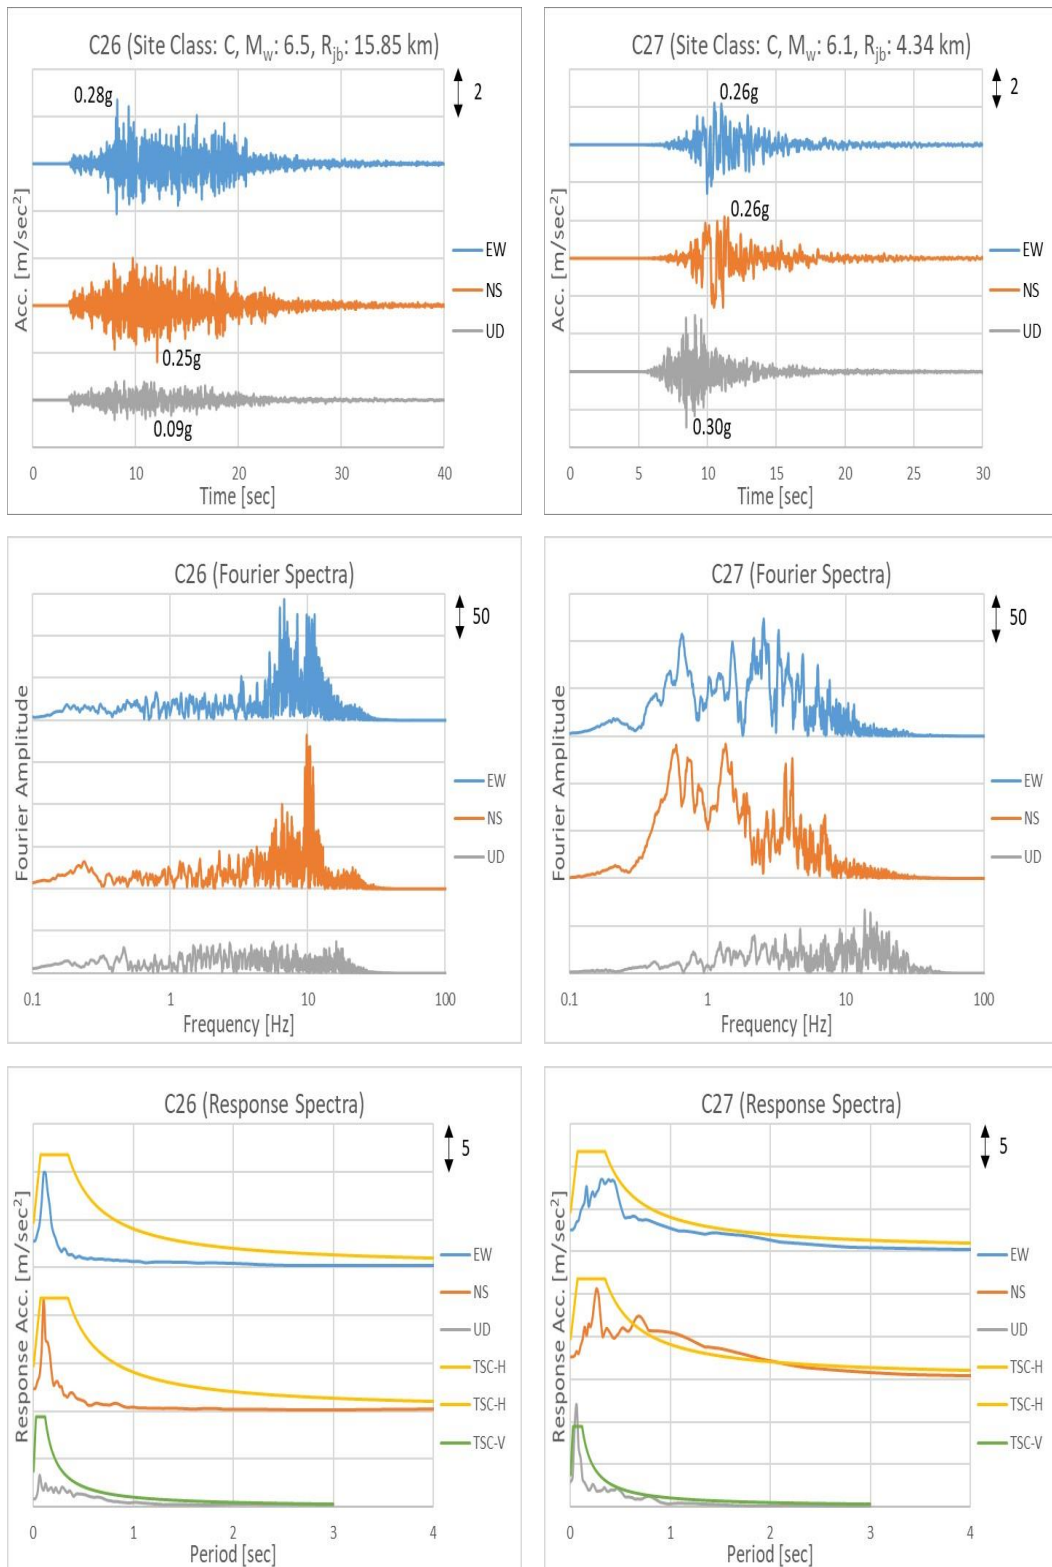 C26 (Site Class: C, Mw: 6.5, Rjb: 15.85 km)
2
0.28g
0.25g
0.09g
Acc. [m/sec²]
EW
NS
UD
0 10 20 30 40
Time [sec]
C27 (Site Class: C, Mw: 6.1, Rjb: 4.34 km)
2
0.26g
0.26g
0.30g
Acc. [m/sec²]
EW
NS
UD
0 5 10 15 20 25 30
Time [sec]
C26 (Fourier Spectra)
50
Fourier Amplitude
EW
NS
UD
0.1 1 10 100
Frequency [Hz]
C27 (Fourier Spectra)
50
Fourier Amplitude
EW
NS
UD
0.1 1 10 100
Frequency [Hz]
C26 (Response Spectra)
5
Response Acc. [m/sec²]
EW
NS
UD
TSC-H
TSC-H
TSC-V
0 1 2 3 4
Period [sec]
C27 (Response Spectra)
5
Response Acc. [m/sec²]
EW
NS
UD
TSC-H
TSC-H
TSC-V
0 1 2 3 4
Period [sec]